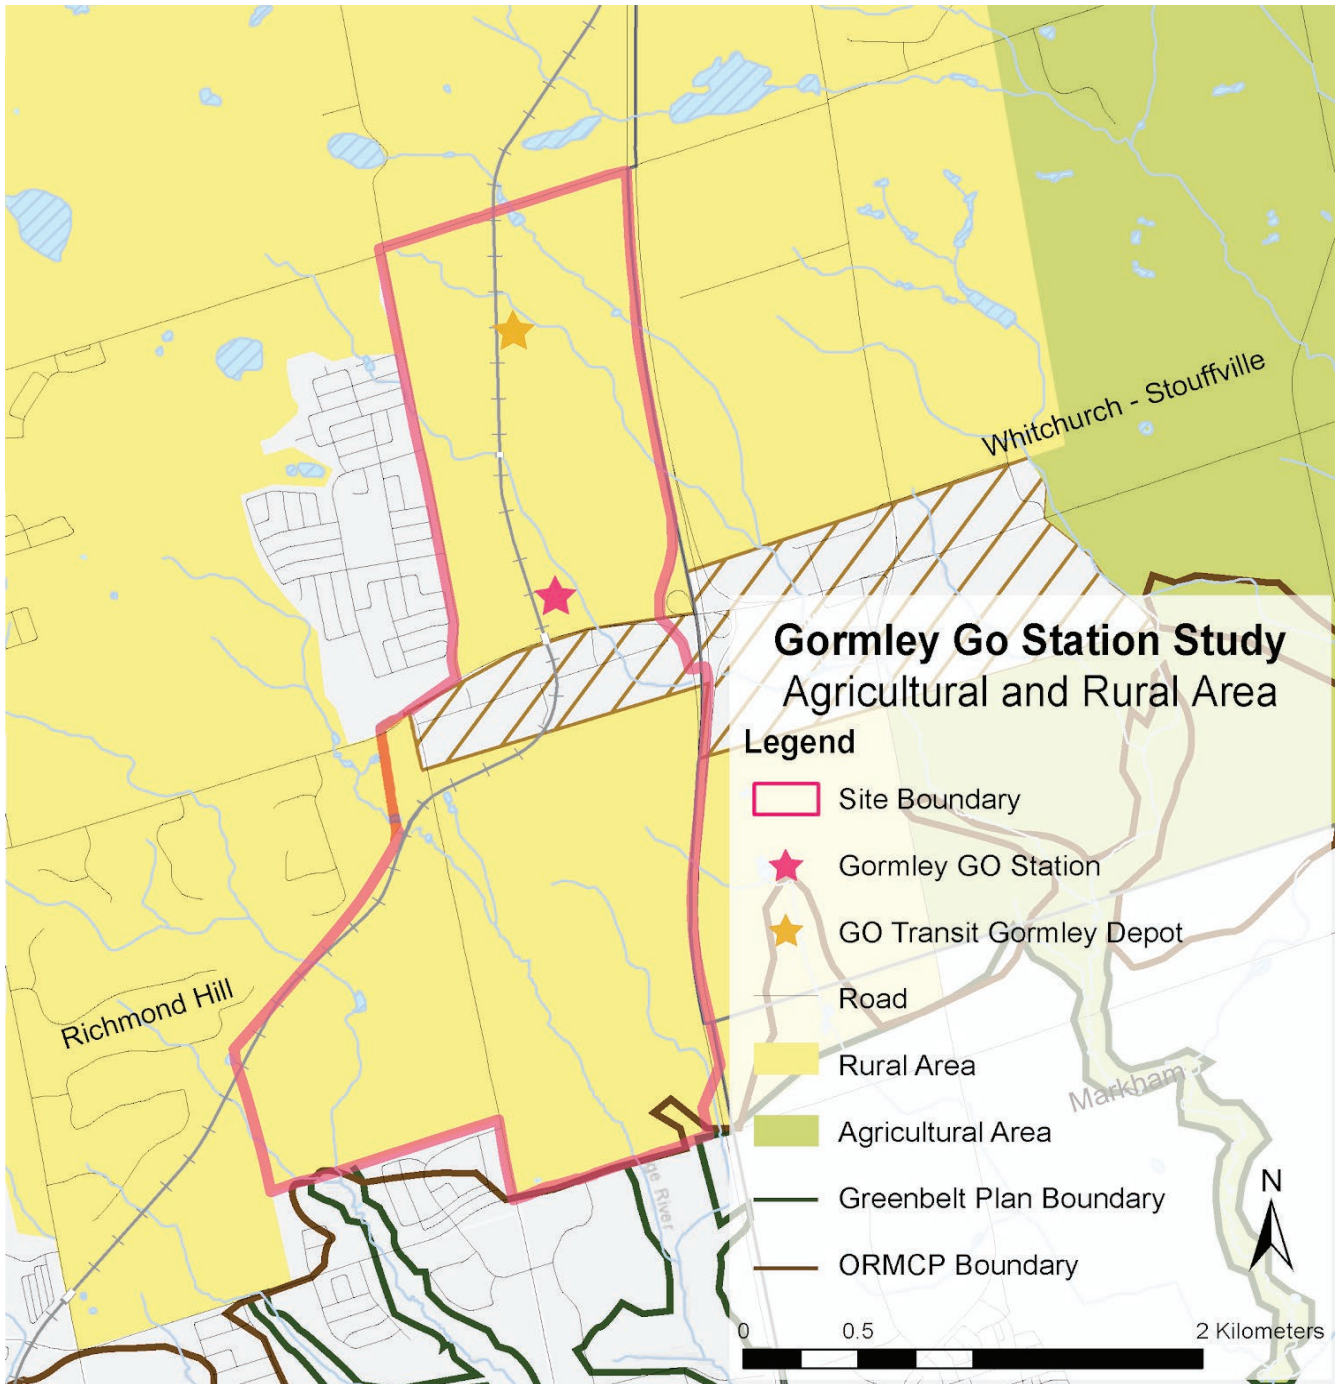 Whitchurch - Stouffville
Gormley Go Station Study
Agricultural and Rural Area
Legend
Site Boundary
Gormley GO Station
GO Transit Gormley Depot
Road
Rural Area
Agricultural Area
Greenbelt Plan Boundary
ORMCP Boundary
Richmond Hill
Markham
River
N
0 0.5 2 Kilometers